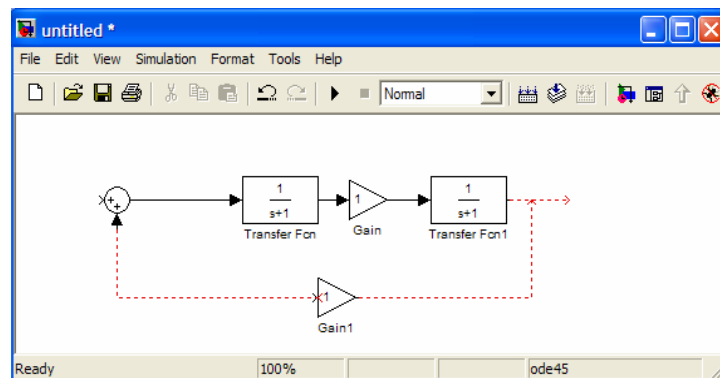 untitled *
File Edit View Simulation Format Tools Help
Normal
1
s+1
Transfer Fcn
1
Gain
1
s+1
Transfer Fcn1
1
Gain1
Ready 100% ode45